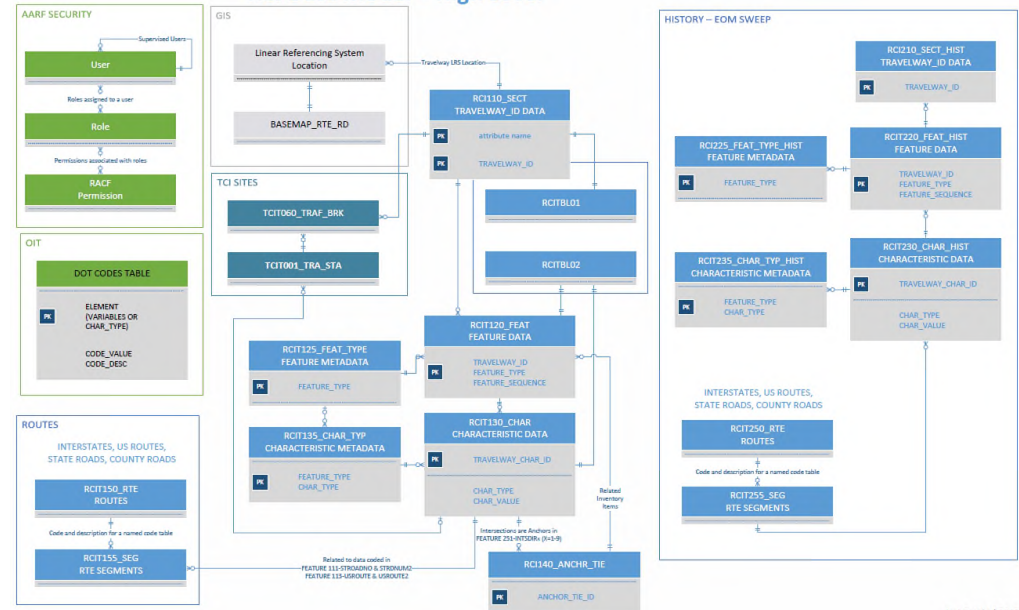 AARF SECURITY
Supervised Users
User
Roles assigned to a user
Role
Permissions associated with roles
RACF
Permission
OIT
DOT CODES TABLE
PK
ELEMENT
(VARIABLES OR
CHAR_TYPE)
CODE_VALUE
CODE_DESC
ROUTES
INTERSTATES, US ROUTES,
STATE ROADS, COUNTY ROADS
RCIT150_RTE
ROUTES
Code and description for a named code table
RCIT155_SEG
RTE SEGMENTS
GIS
Linear Referencing System
Location
BASEMAP_RTE_RD
Travelway LRS Location
TCI SITES
TCIT060_TRAF_BRK
TCIT001_TRA_STA
RCI110_SECT
TRAVELWAY_ID DATA
PK
attribute name
PK
TRAVELWAY_ID
RCITBL01
RCITBL02
RCIT125_FEAT_TYPE
FEATURE METADATA
PK
FEATURE_TYPE
RCIT120_FEAT
FEATURE DATA
PK
TRAVELWAY_ID
FEATURE_TYPE
FEATURE_SEQUENCE
RCIT135_CHAR_TYP
CHARACTERISTIC METADATA
PK
FEATURE_TYPE
CHAR_TYPE
RCIT130_CHAR
CHARACTERISTIC DATA
PK
TRAVELWAY_CHAR_ID
CHAR_TYPE
CHAR_VALUE
Related
Inventory
Items
Intersections are Anchors in
FEATURE 251-INTSDIRx (X=1-9)
Related to data coded in
FEATURE 111-STROADNO & STRDNUM2
FEATURE 113-USROUTE & USROUTE2
RCI140_ANCHR_TIE
PK
ANCHOR_TIE_ID
HISTORY -- EOM SWEEP
RCI210_SECT_HIST
TRAVELWAY_ID DATA
PK
TRAVELWAY_ID
RCI225_FEAT_TYPE_HIST
FEATURE METADATA
PK
FEATURE_TYPE
RCIT220_FEAT_HIST
FEATURE DATA
PK
TRAVELWAY_ID
FEATURE_TYPE
FEATURE_SEQUENCE
RCIT235_CHAR_TYP_HIST
CHARACTERISTIC METADATA
PK
FEATURE_TYPE
CHAR_TYPE
RCIT230_CHAR_HIST
CHARACTERISTIC DATA
PK
TRAVELWAY_CHAR_ID
CHAR_TYPE
CHAR_VALUE
INTERSTATES, US ROUTES,
STATE ROADS, COUNTY ROADS
RCIT250_RTE
ROUTES
Code and description for a named code table
RCIT255_SEG
RTE SEGMENTS